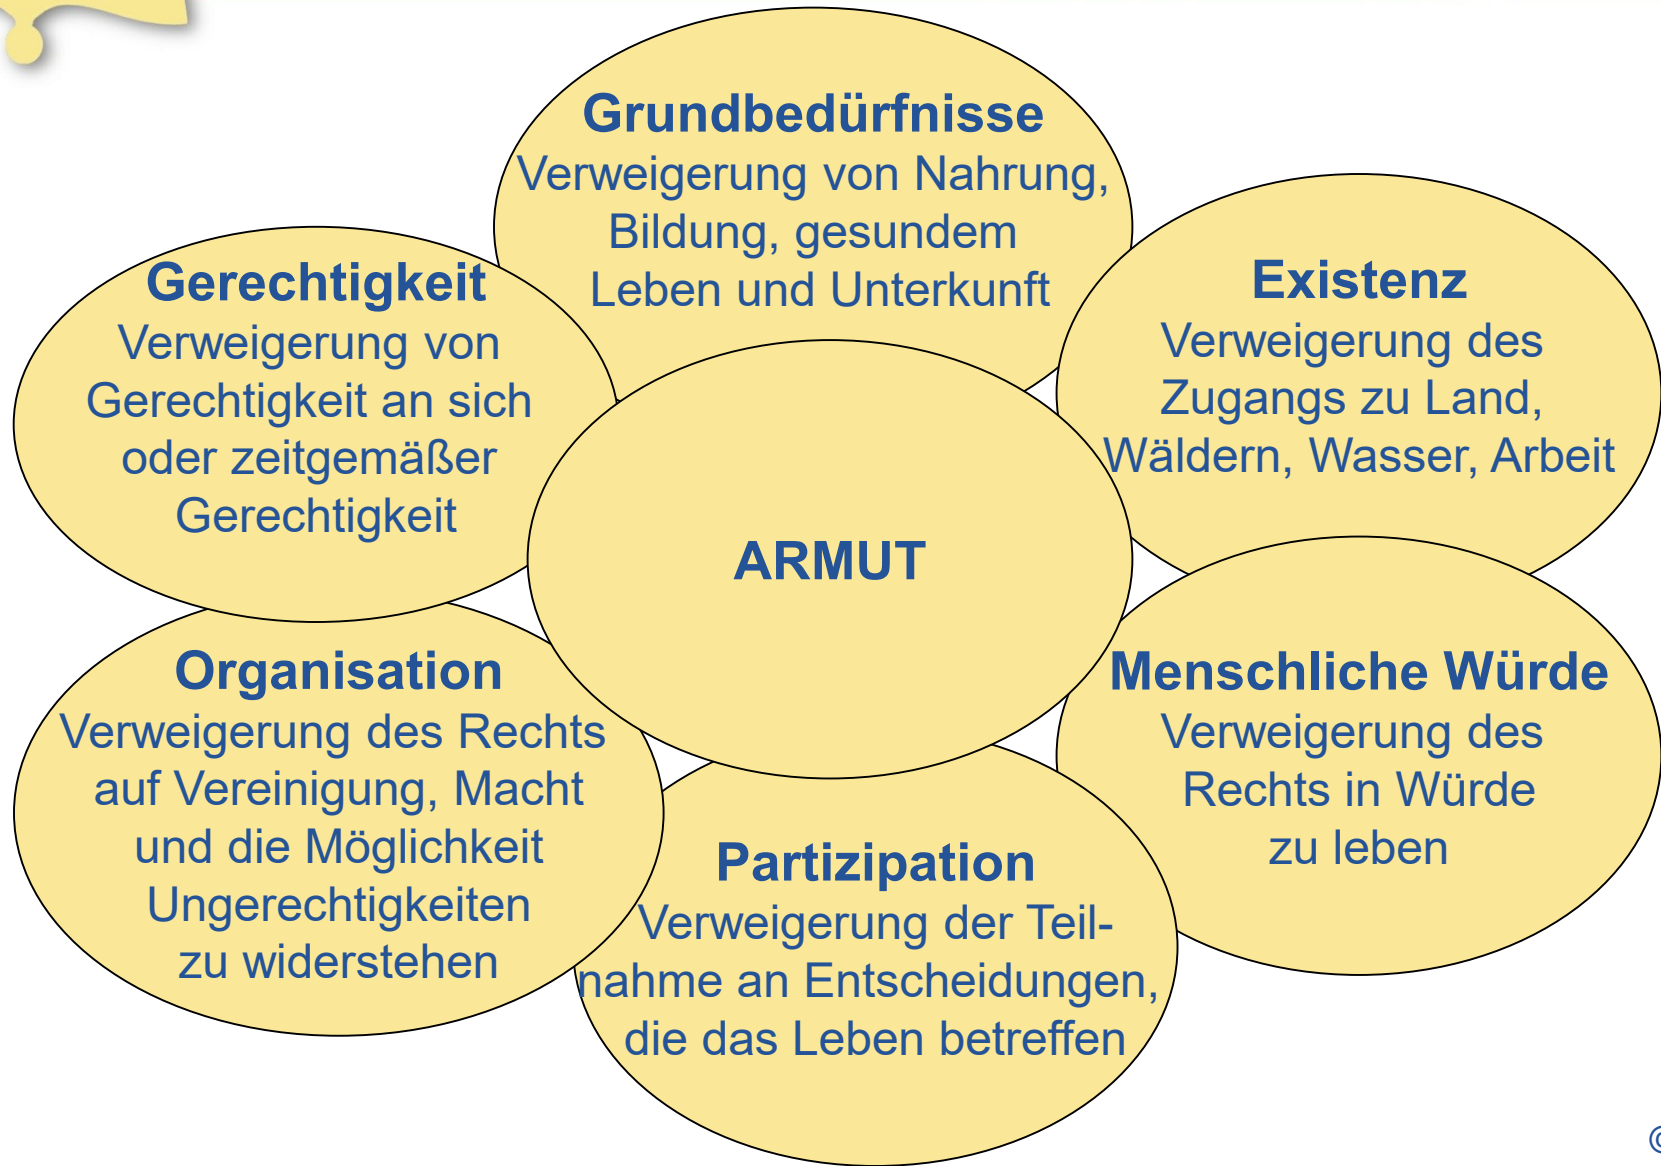 Grundbedürfnisse
Verweigerung von Nahrung,
Bildung, gesundem
Leben und Unterkunft
Gerechtigkeit
Verweigerung von
Gerechtigkeit an sich
oder zeitgemäßer
Gerechtigkeit
Existenz
Verweigerung des
Zugangs zu Land,
Wäldern, Wasser, Arbeit
ARMUT
Organisation
Verweigerung des Rechts
auf Vereinigung, Macht
und die Möglichkeit
Ungerechtigkeiten
zu widerstehen
Menschliche Würde
Verweigerung des
Rechts in Würde
zu leben
Partizipation
Verweigerung der Teil-
nahme an Entscheidungen,
die das Leben betreffen
©